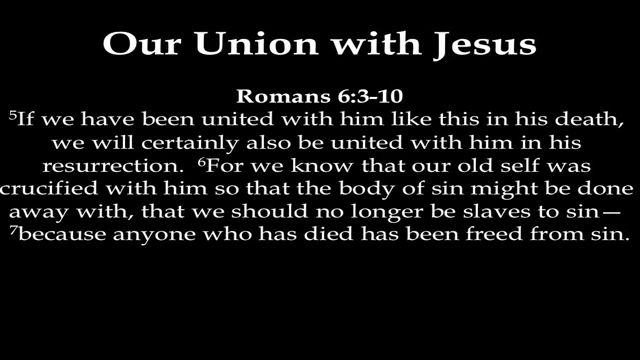 Our Union with Jesus
Romans 6:3-10
⁵If we have been united with him like this in his death,
we will certainly also be united with him in his
resurrection. ⁶For we know that our old self was
crucified with him so that the body of sin might be done
away with, that we should no longer be slaves to sin—
⁷because anyone who has died has been freed from sin.